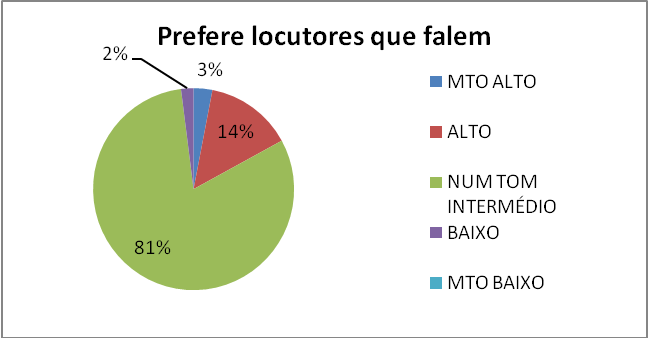 Prefere locutores que falem
2%
3%
14%
81%
MTO ALTO
ALTO
NUM TOM
INTERMÉDIO
BAIXO
MTO BAIXO